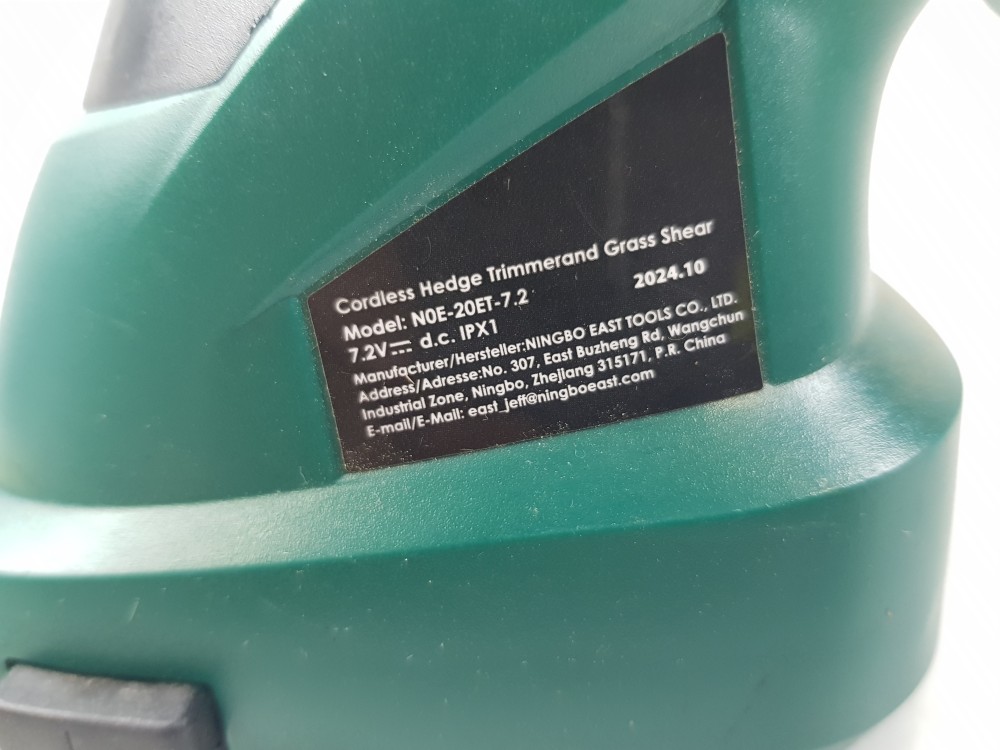 Cordless Hedge Trimmerand Grass Shear
Model: N0E-20ET-7.2 2024.10
7.2V⎓ d.c. IPX1
Manufacturer/Hersteller:NINGBO EAST TOOLS CO., LTD.
Address/Adresse:No. 307, East Buzheng Rd, Wangchun
Industrial Zone, Ningbo, Zhejiang 315171, P.R. China
E-mail/E-Mail: east_jeff@ningboeast.com